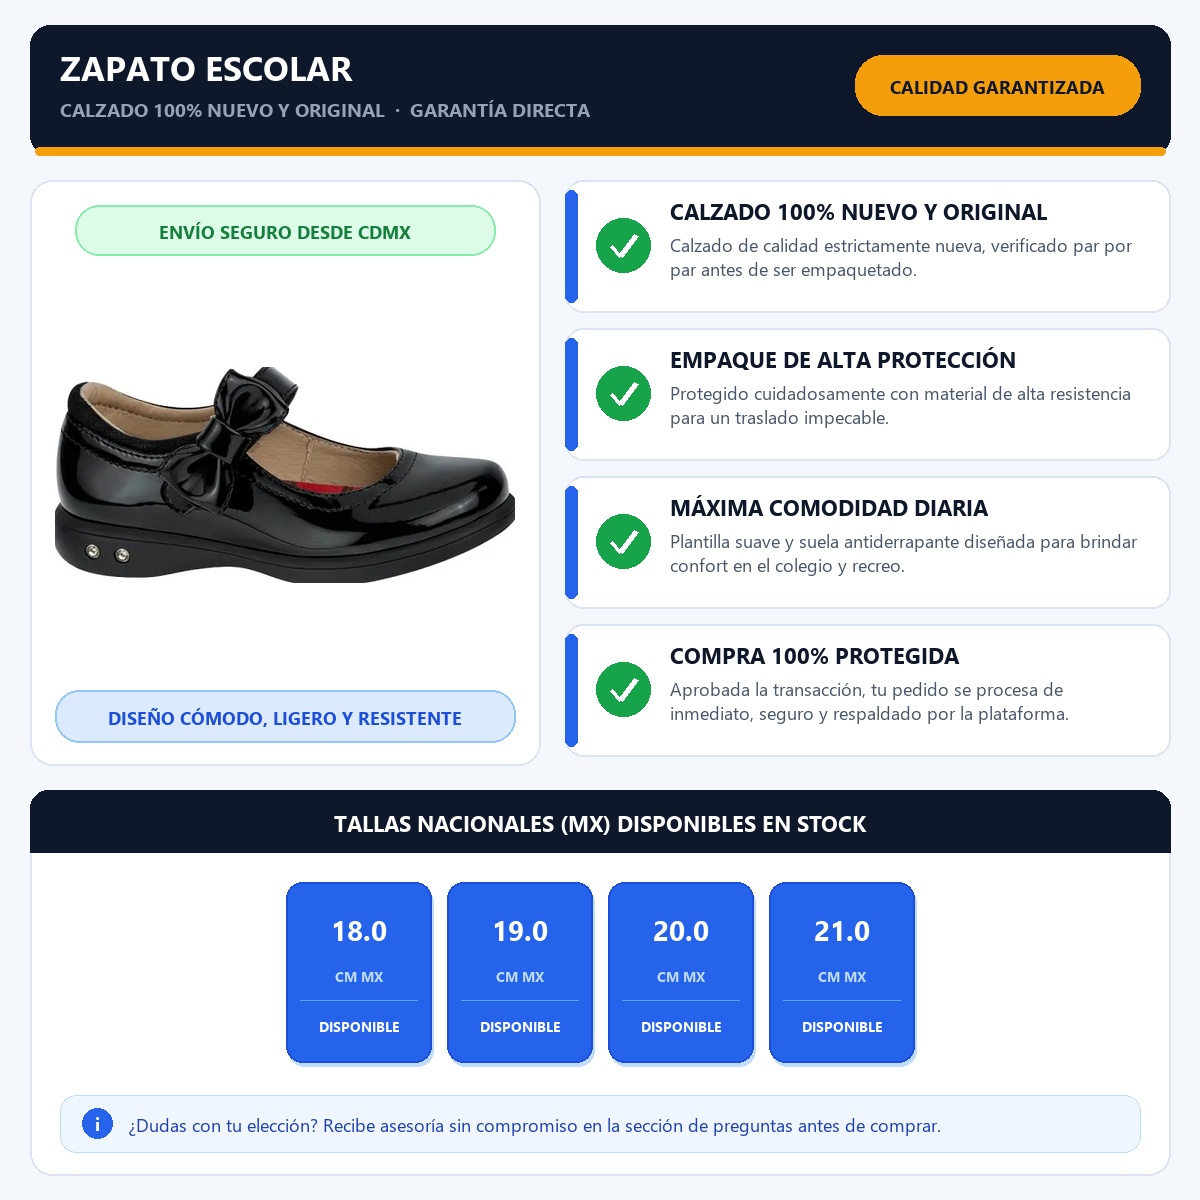 ZAPATO ESCOLAR
CALZADO 100% NUEVO Y ORIGINAL · GARANTÍA DIRECTA
CALIDAD GARANTIZADA
ENVÍO SEGURO DESDE CDMX
DISEÑO CÓMODO, LIGERO Y RESISTENTE
CALZADO 100% NUEVO Y ORIGINAL
Calzado de calidad estrictamente nueva, verificado par por
par antes de ser empaquetado.
EMPAQUE DE ALTA PROTECCIÓN
Protegido cuidadosamente con material de alta resistencia
para un traslado impecable.
MÁXIMA COMODIDAD DIARIA
Plantilla suave y suela antiderrapante diseñada para brindar
confort en el colegio y recreo.
COMPRA 100% PROTEGIDA
Aprobada la transacción, tu pedido se procesa de
inmediato, seguro y respaldado por la plataforma.
TALLAS NACIONALES (MX) DISPONIBLES EN STOCK
18.0
CM MX
DISPONIBLE
19.0
CM MX
DISPONIBLE
20.0
CM MX
DISPONIBLE
21.0
CM MX
DISPONIBLE
i
¿Dudas con tu elección? Recibe asesoría sin compromiso en la sección de preguntas antes de comprar.